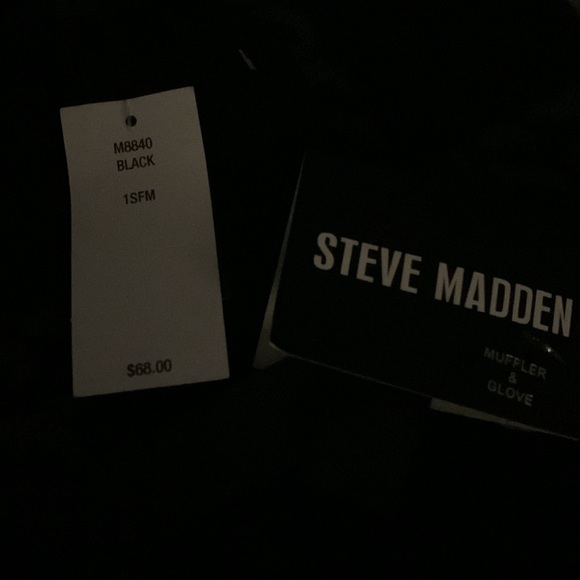 M8840
BLACK
1SFM
$68.00
STEVE MADDEN
MUFFLER
&
GLOVE